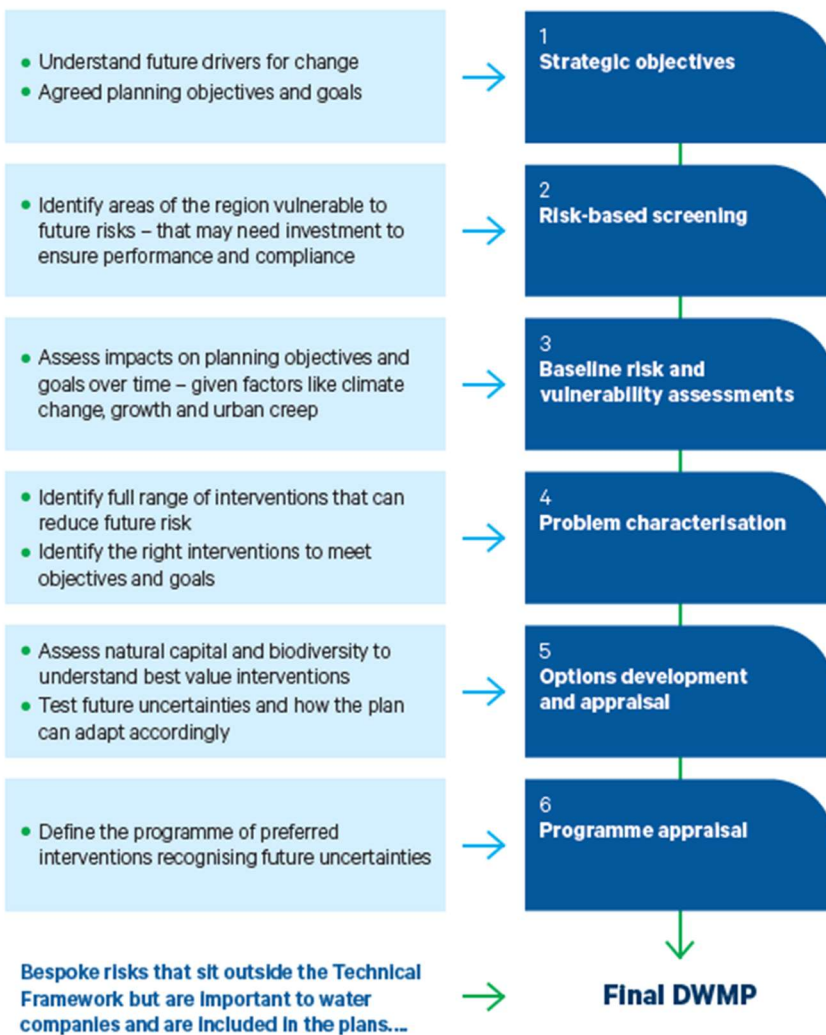 • Understand future drivers for change
• Agreed planning objectives and goals
1
Strategic objectives
• Identify areas of the region vulnerable to
future risks – that may need investment to
ensure performance and compliance
2
Risk-based screening
• Assess impacts on planning objectives and
goals over time – given factors like climate
change, growth and urban creep
3
Baseline risk and
vulnerability assessments
• Identify full range of interventions that can
reduce future risk
• Identify the right interventions to meet
objectives and goals
4
Problem characterisation
• Assess natural capital and biodiversity to
understand best value interventions
• Test future uncertainties and how the plan
can adapt accordingly
5
Options development
and appraisal
• Define the programme of preferred
interventions recognising future uncertainties
6
Programme appraisal
Bespoke risks that sit outside the Technical
Framework but are important to water
companies and are included in the plans....
Final DWMP